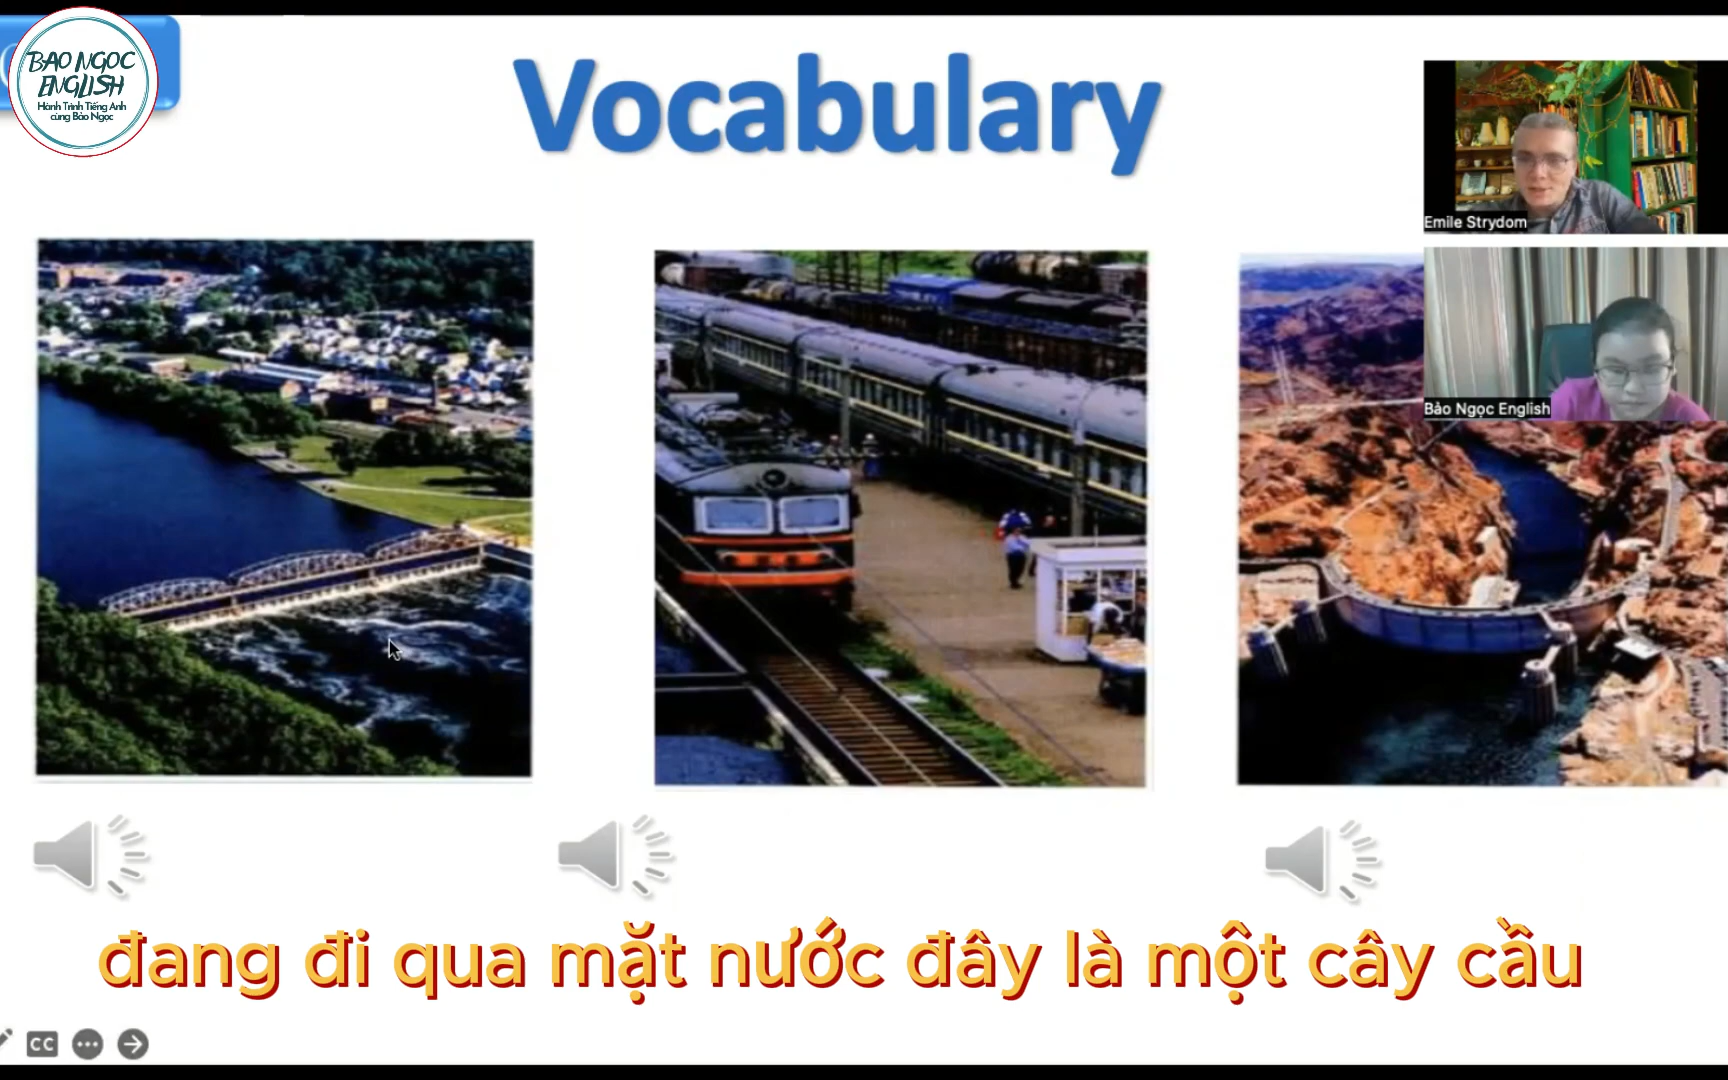 BAO NGOC
ENGLISH
Hành Trình Tiếng Anh
cùng Bảo Ngọc
Vocabulary
Emile Strydom
Bảo Ngọc English
đang đi qua mặt nước đây là một cây cầu
CC